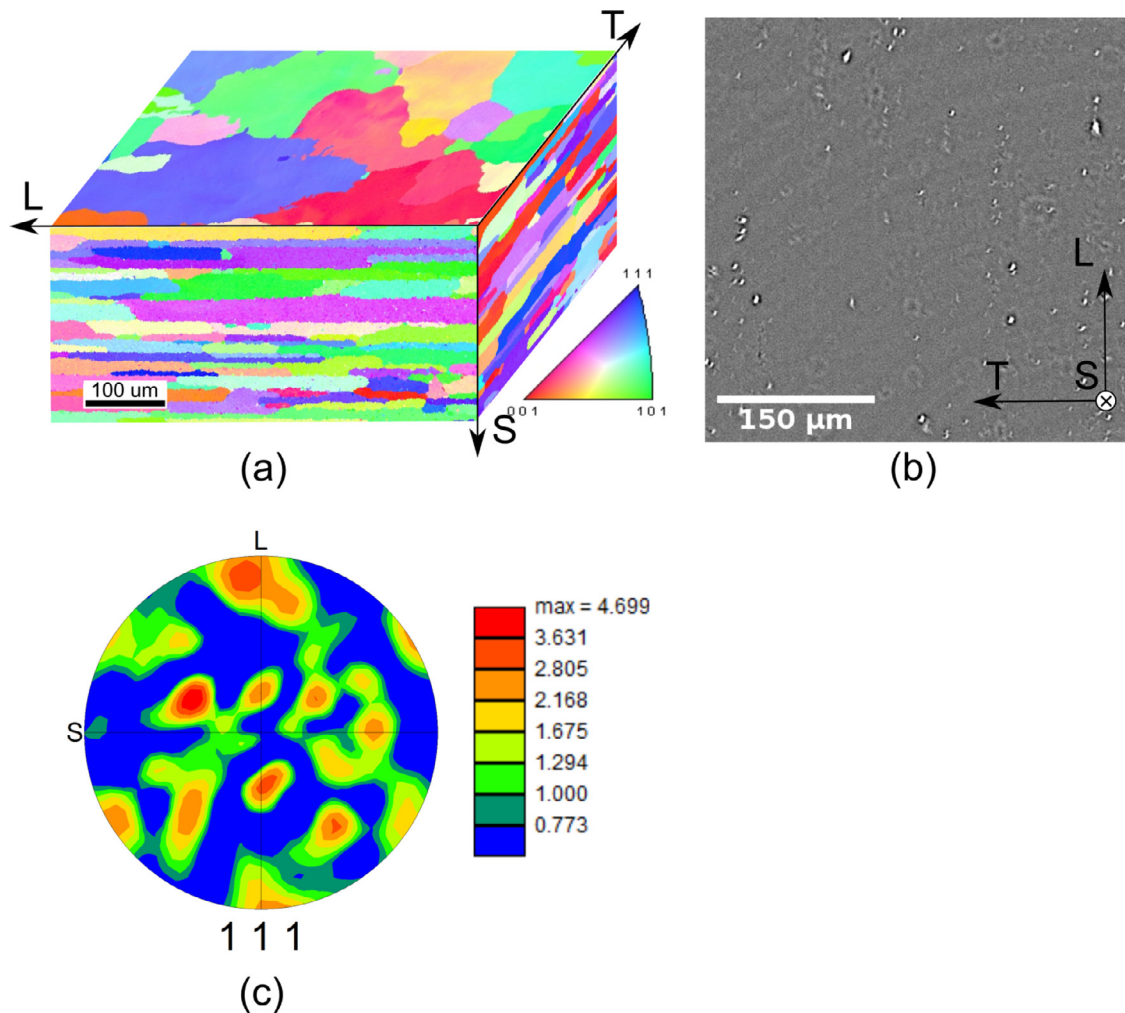 T
L
100 um
S
1 1 1
0 0 1
1 0 1
(a)
L
T
S
150 μm
(b)
L
S
max = 4.699
3.631
2.805
2.168
1.675
1.294
1.000
0.773
1 1 1
(c)